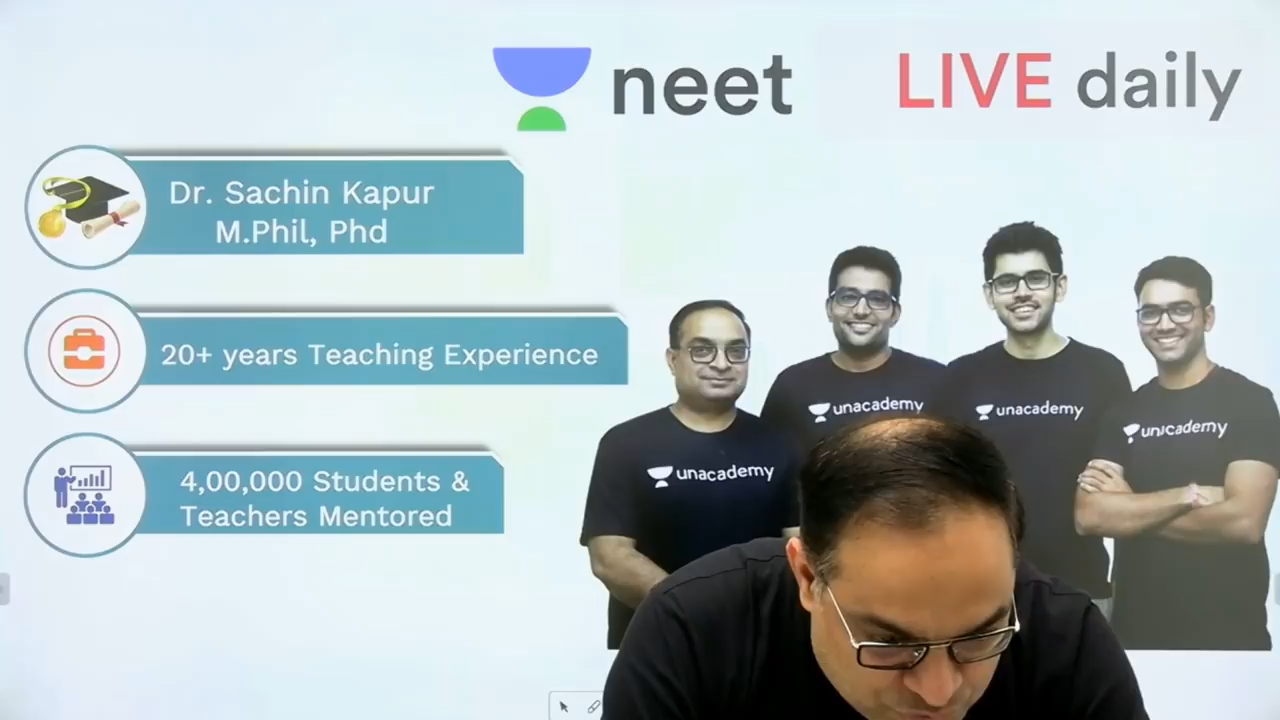 neet
LIVE daily
Dr. Sachin Kapur
M.Phil, Phd
20+ years Teaching Experience
4,00,000 Students &
Teachers Mentored
unacademy
unacademy
unacademy
unacademy